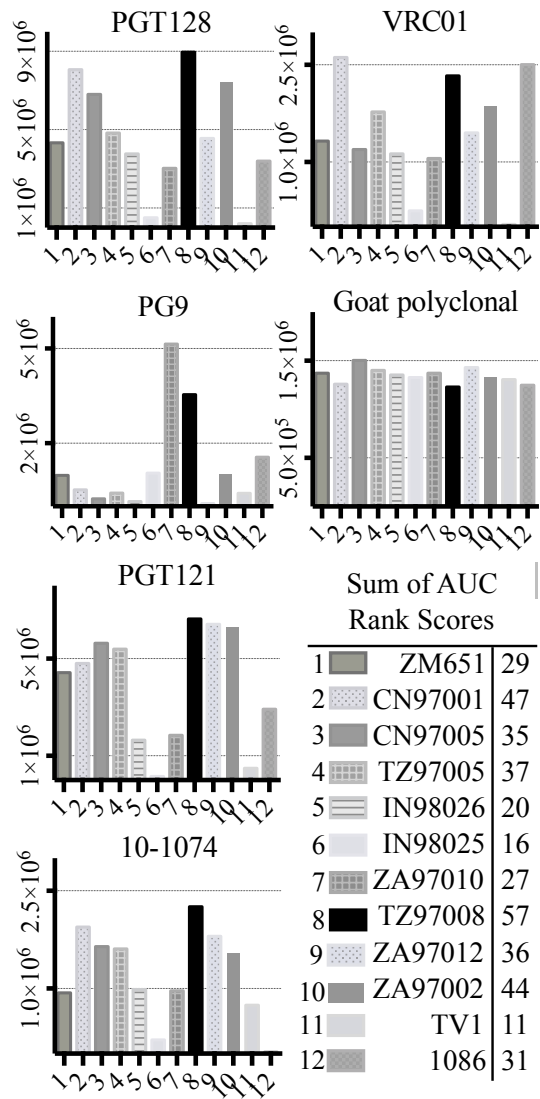 PGT128
9×10⁶
5×10⁶
1×10⁶
1 2 3 4 5 6 7 8 9 10 11 12
VRC01
2.5×10⁶
1.0×10⁶
1 2 3 4 5 6 7 8 9 10 11 12
PG9
5×10⁶
2×10⁶
1 2 3 4 5 6 7 8 9 10 11 12
Goat polyclonal
1.5×10⁶
5.0×10⁵
1 2 3 4 5 6 7 8 9 10 11 12
PGT121
5×10⁶
1×10⁶
1 2 3 4 5 6 7 8 9 10 11 12
10-1074
2.5×10⁶
1.0×10⁶
1 2 3 4 5 6 7 8 9 10 11 12
Sum of AUC
Rank Scores
1 ZM651 29
2 CN97001 47
3 CN97005 35
4 TZ97005 37
5 IN98026 20
6 IN98025 16
7 ZA97010 27
8 TZ97008 57
9 ZA97012 36
10 ZA97002 44
11 TV1 11
12 1086 31